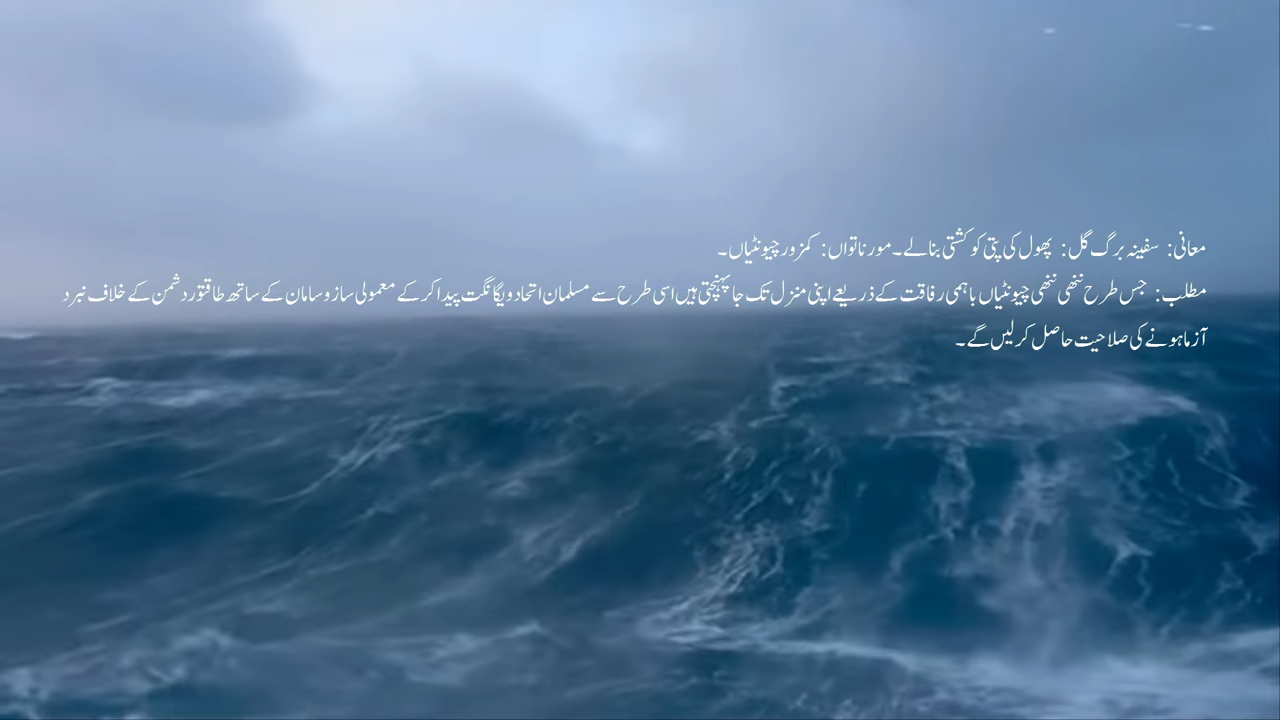 معانی: سفینہ برگ گل: پھول کی پتی کو کشتی بنا لے۔ مور ناتواں: کمزور چیونٹیاں۔
مطلب: جس طرح ننھی ننھی چیونٹیاں باہمی رفاقت کے ذریعے اپنی منزل تک جا پہنچتی ہیں اسی طرح سے مسلمان اتحاد و یگانگت پیدا کر کے معمولی ساز و سامان کے ساتھ طاقتور دشمن کے خلاف نبرد
آزما ہونے کی صلاحیت حاصل کر لیں گے۔